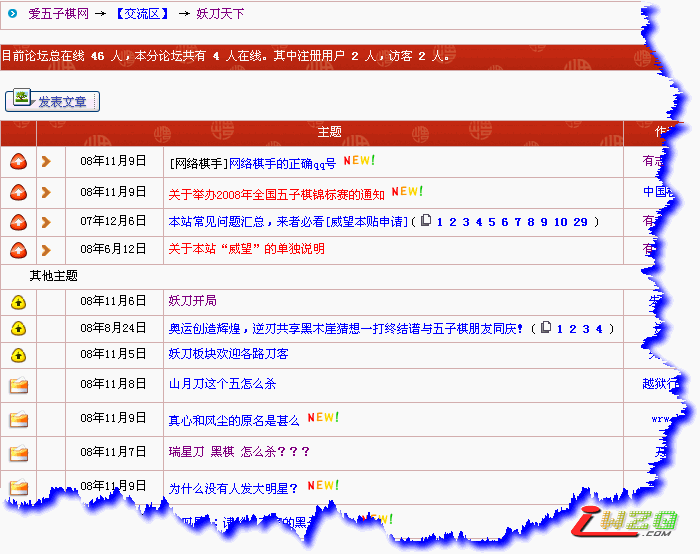 爱五子棋网 → 【交流区】 → 妖刀天下
目前论坛总在线 46 人，本分论坛共有 4 人在线。其中注册用户 2 人，访客 2 人。
发表文章
主题
08年11月9日 [网络棋手]网络棋手的正确qq号 NEW! 有志
08年11月9日 关于举办2008年全国五子棋锦标赛的通知 NEW! 中国
07年12月6日 本站常见问题汇总，来者必看[威望本贴申请] ( 1 2 3 4 5 6 7 8 9 10 29 ) 有
08年6月12日 关于本站“威望”的单独说明
其他主题
08年11月6日 妖刀开局
08年8月24日 奥运创造辉煌，逆刃共享黑木崖猜想一打终结谱与五子棋朋友同庆！ ( 1 2 3 4 )
08年11月5日 妖刀板块欢迎各路刀客
08年11月8日 山月刀这个五怎么杀 越狱行
08年11月9日 真心和风尘的原名是甚么 NEW! wrw
08年11月7日 瑞星刀 黑棋 怎么杀？？？
08年11月9日 为什么没有人发大明星？ NEW!
的黑 NEW!
iWZQ
.COM